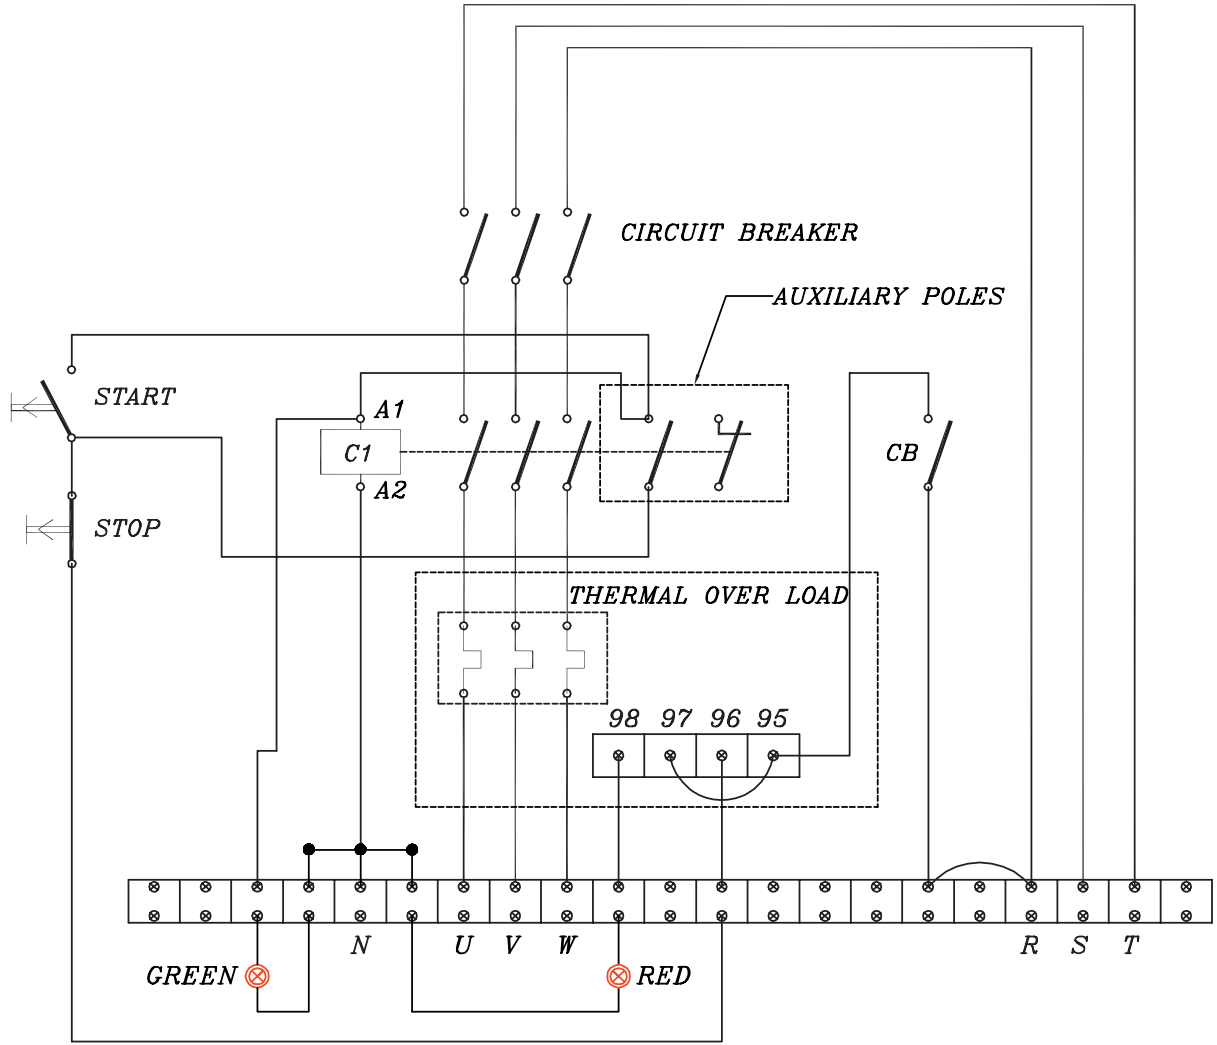 CIRCUIT BREAKER
AUXILIARY POLES
START
A1
C1
CB
A2
STOP
THERMAL OVER LOAD
98 97 96 95
N U V W R S T
GREEN RED